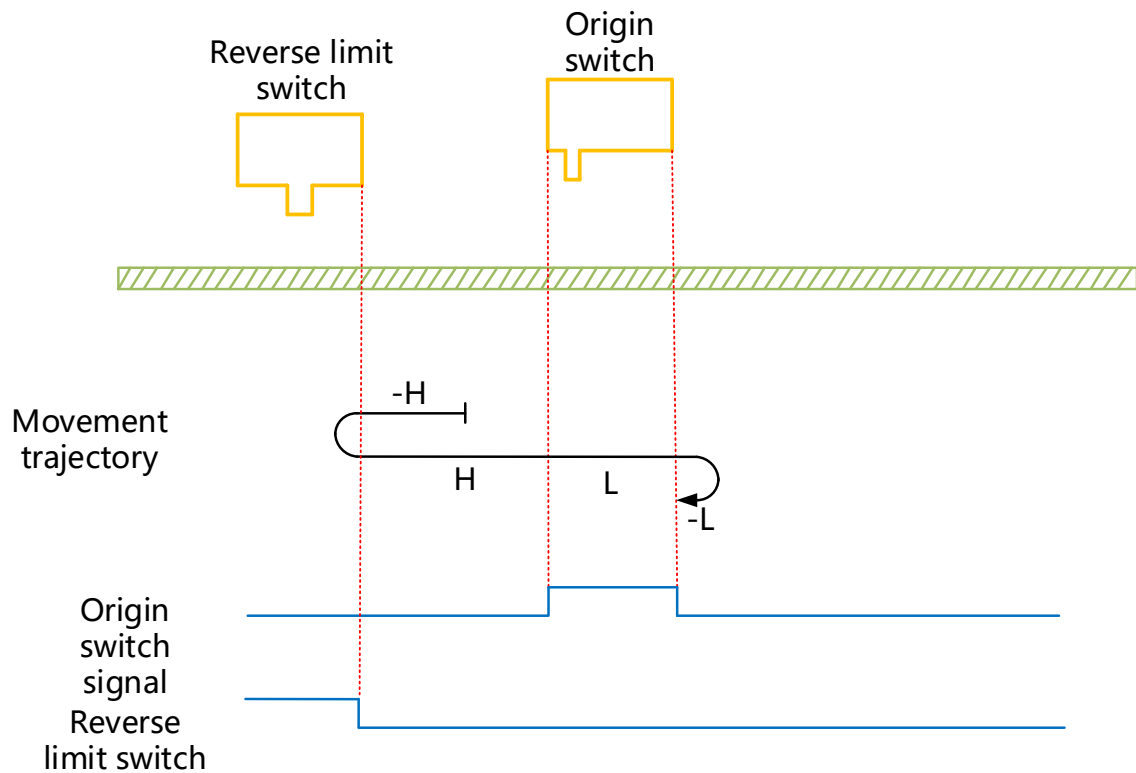 Reverse limit
switch
Origin
switch
-H
Movement
trajectory
H
L
-L
Origin
switch
signal
Reverse
limit switch